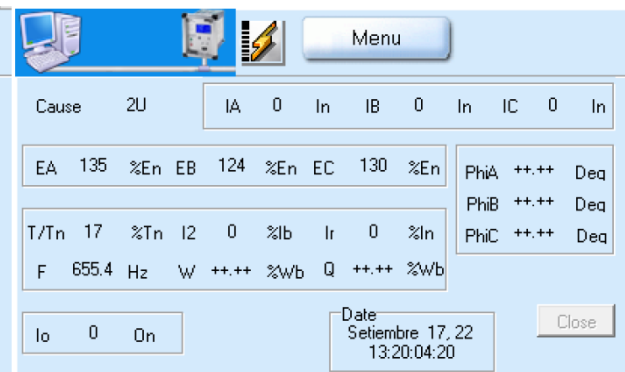 Menu
Cause 2U IA 0 In IB 0 In IC 0 In
EA 135 %En EB 124 %En EC 130 %En
PhiA ++.++ Deg
PhiB ++.++ Deg
PhiC ++.++ Deg
T/Tn 17 %Tn I2 0 %Ib Ir 0 %In
F 655.4 Hz W ++.++ %Wb Q ++.++ %Wb
Io 0 On
Date
Setiembre 17, 22
13:20:04:20
Close